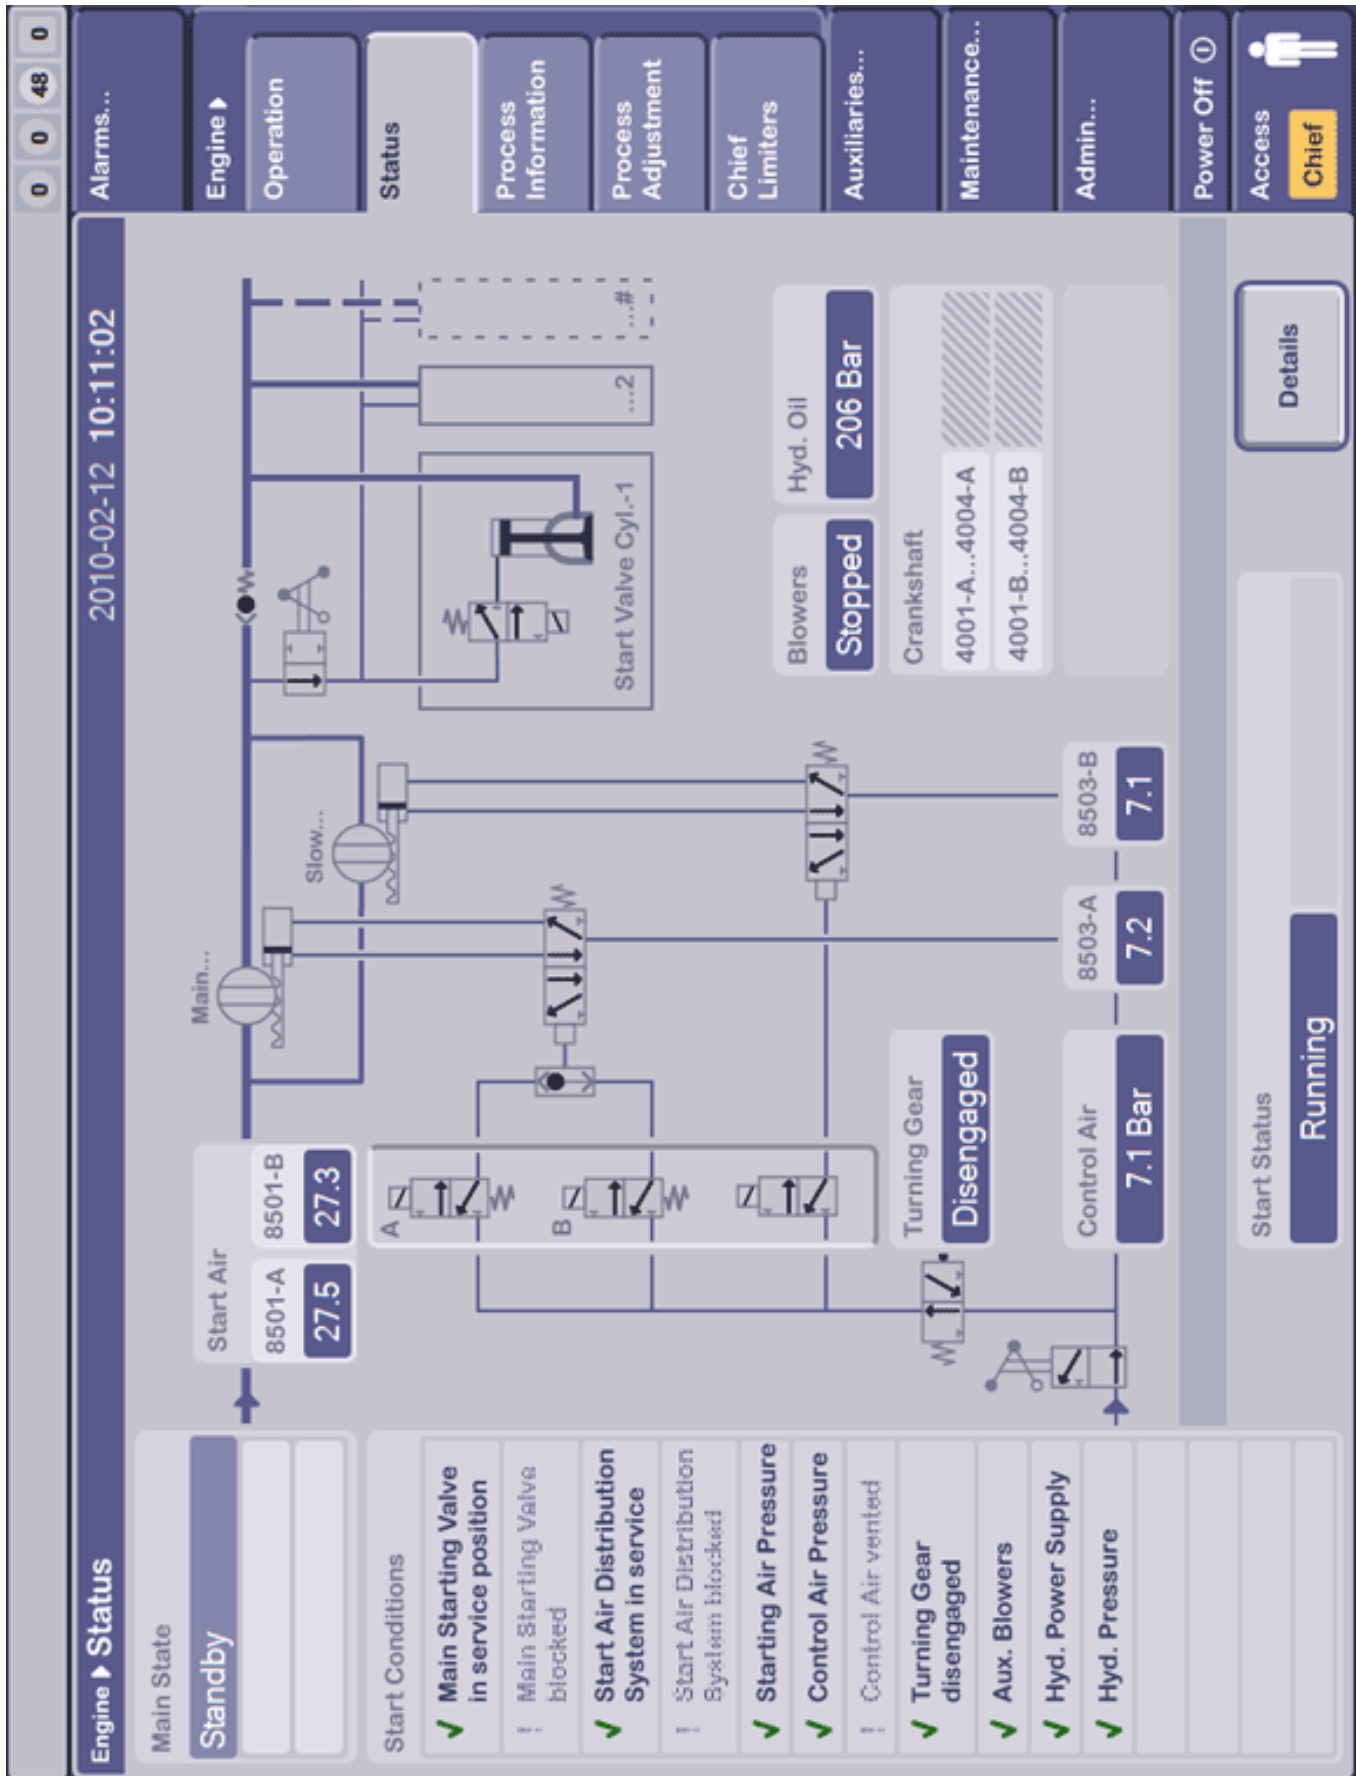 0 0 48 0
Engine ▸ Status 2010-02-12 10:11:02
Main State
Standby
Start Conditions
✓ Main Starting Valve
in service position
!! Main Starting Valve
blocked
✓ Start Air Distribution
System in service
!! Start Air Distribution
System blocked
✓ Starting Air Pressure
✓ Control Air Pressure
!! Control Air vented
✓ Turning Gear
disengaged
✓ Aux. Blowers
✓ Hyd. Power Supply
✓ Hyd. Pressure
Start Air
8501-A 8501-B
27.5 27.3
Main...
Slow...
A
B
Start Valve Cyl.-1
...2
...#
Turning Gear
Disengaged
Control Air
7.1 Bar
8503-A
7.2
8503-B
7.1
Blowers
Stopped
Hyd. Oil
206 Bar
Crankshaft
4001-A...4004-A
4001-B...4004-B
Start Status
Running
Details
Alarms...
Engine ▸
Operation
Status
Process
Information
Process
Adjustment
Chief
Limiters
Auxiliaries...
Maintenance...
Admin...
Power Off
Access
Chief